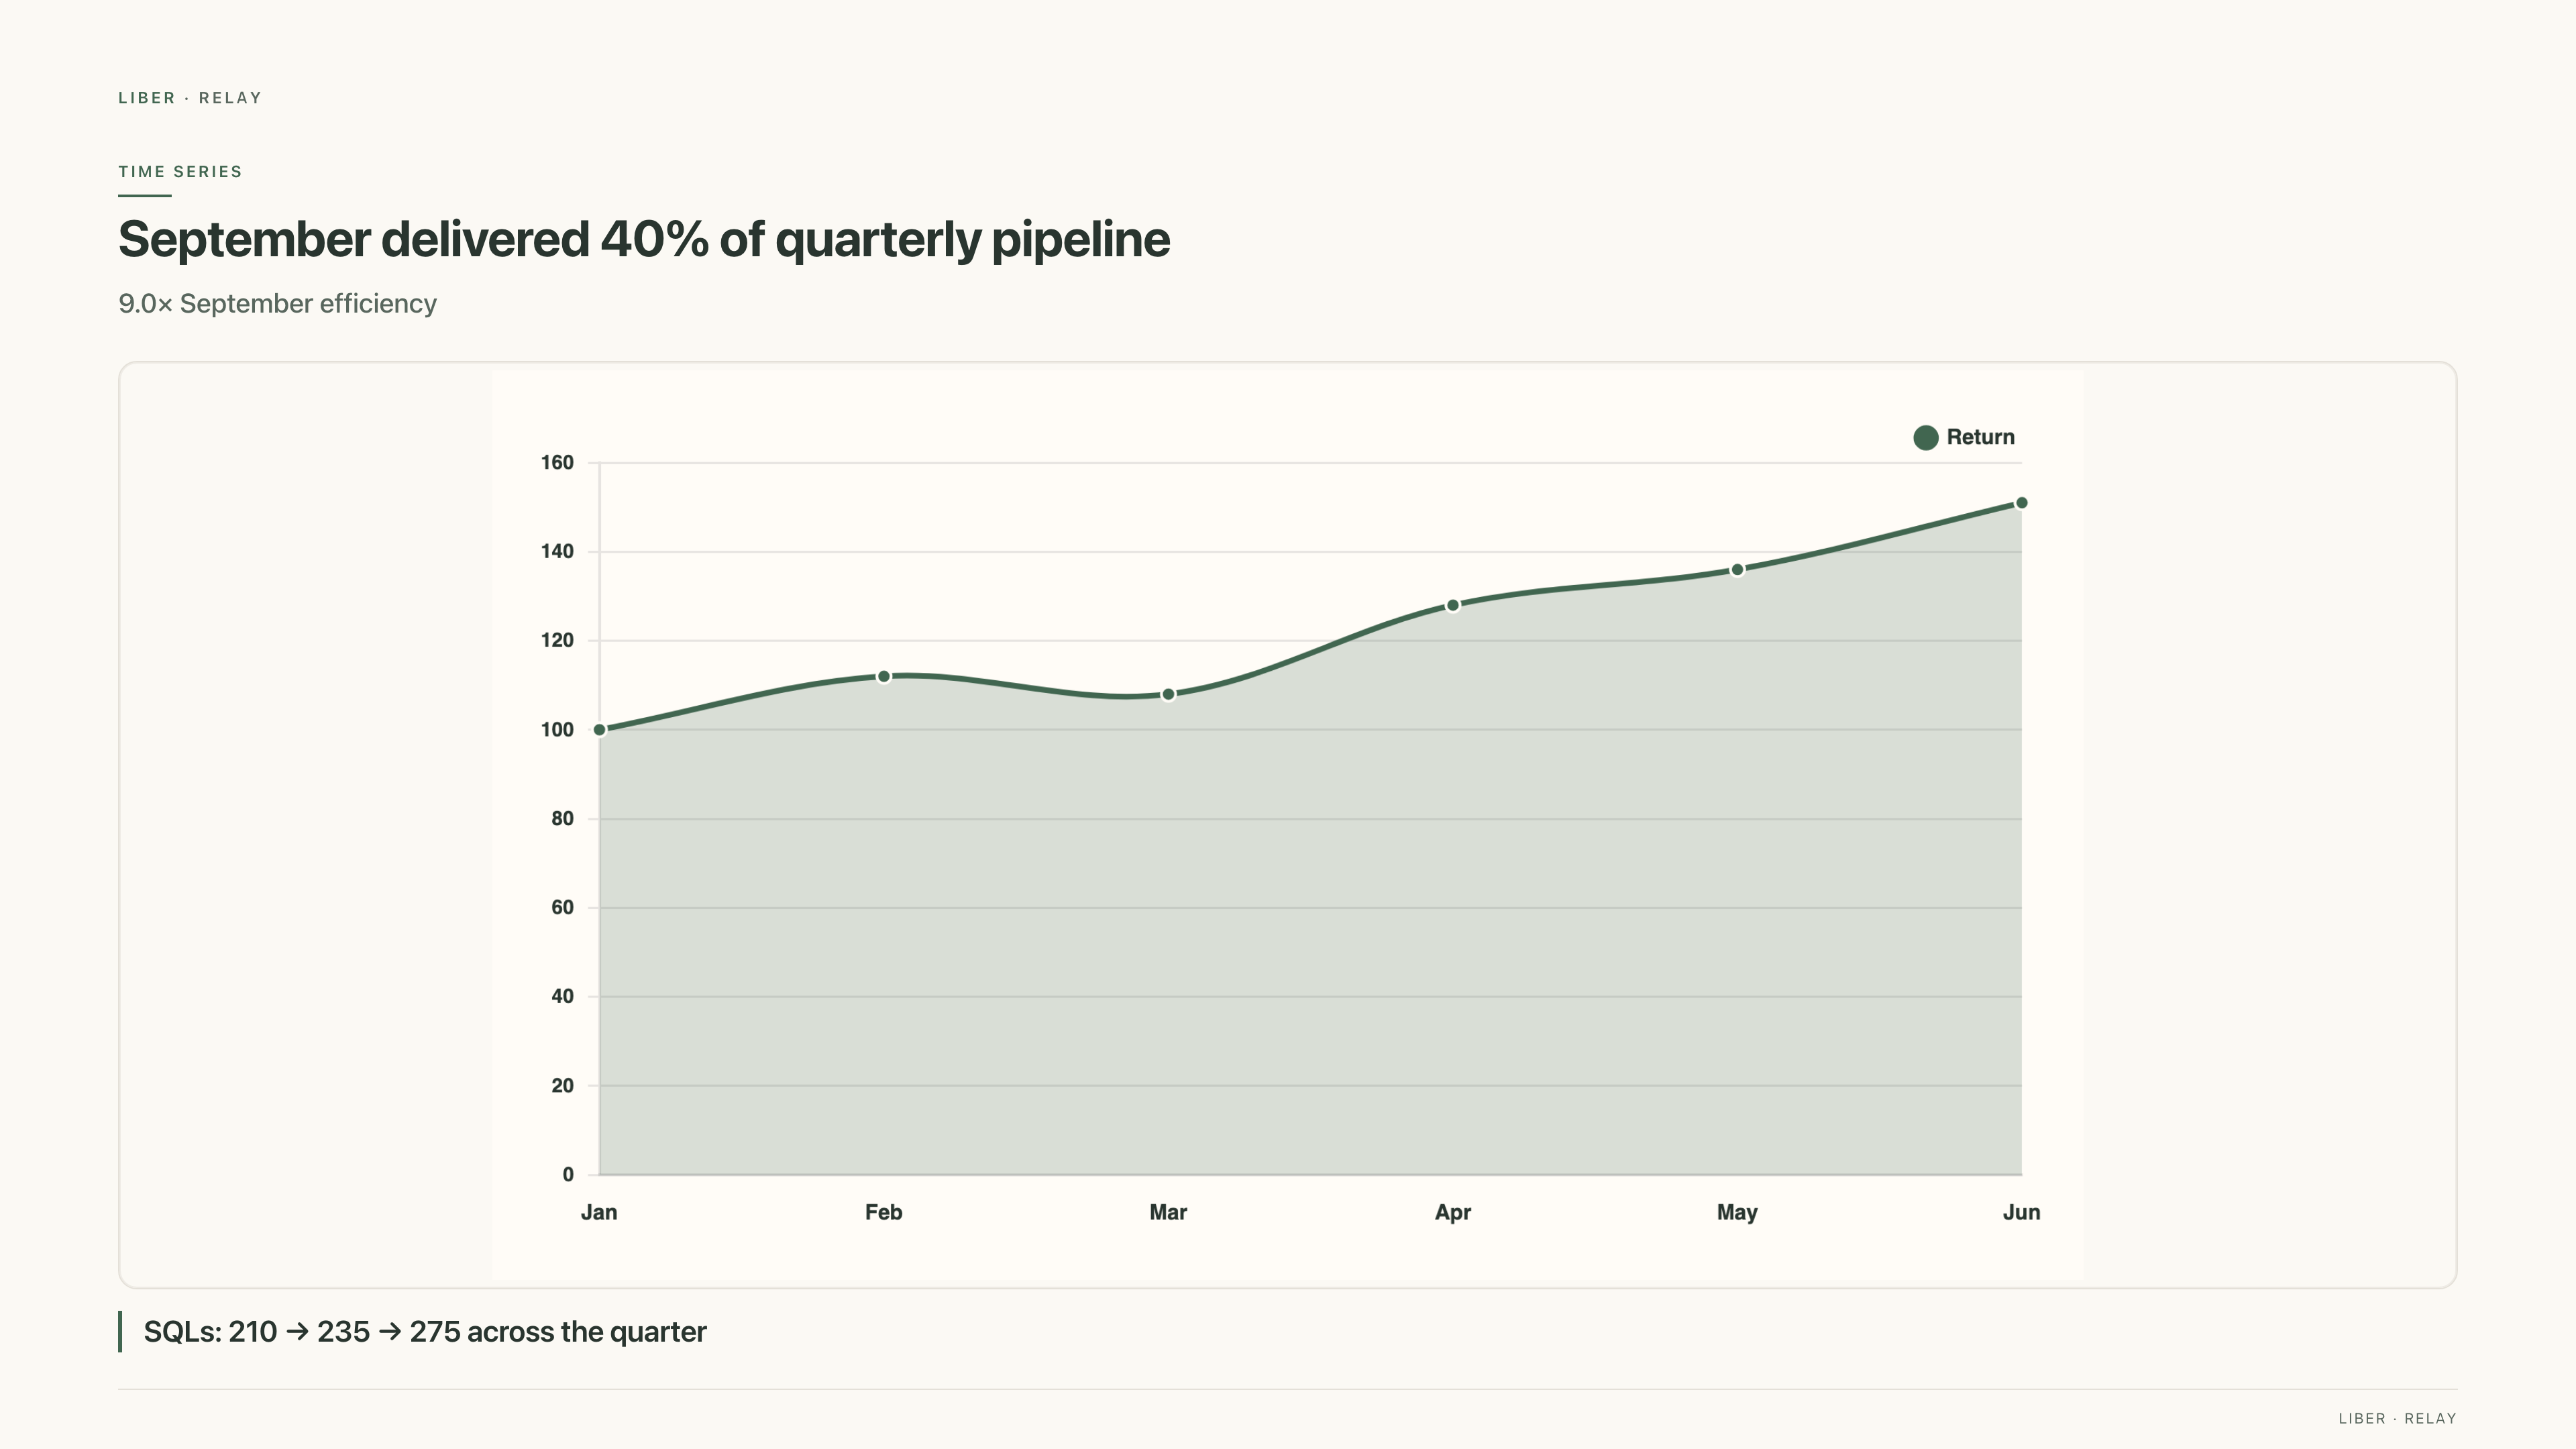 LIBER · RELAY
TIME SERIES
September delivered 40% of quarterly pipeline
9.0× September efficiency
Return
160
140
120
100
80
60
40
20
0
Jan Feb Mar Apr May Jun
SQLs: 210 → 235 → 275 across the quarter
LIBER · RELAY